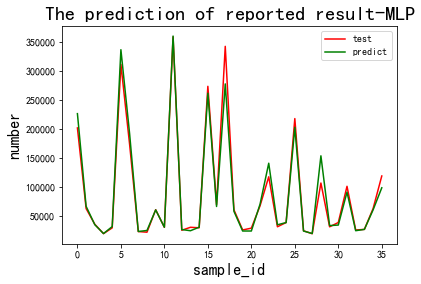 The prediction of reported result-MLP
test
predict
350000
300000
250000
200000
150000
100000
50000
number
0 5 10 15 20 25 30 35
sample_id